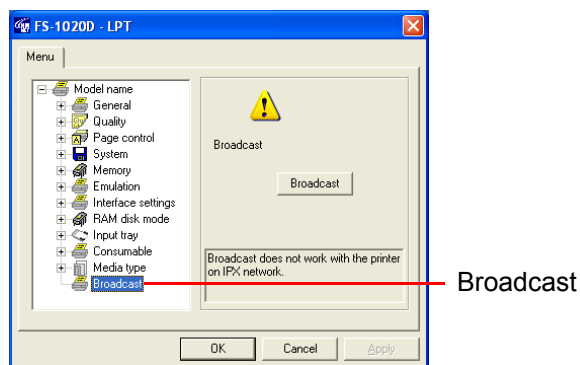 FS-1020D - LPT
Menu
Model name
General
Quality
Page control
System
Memory
Emulation
Interface settings
RAM disk mode
Input tray
Consumable
Media type
Broadcast
Broadcast
Broadcast
Broadcast does not work with the printer
on IPX network.
OK
Cancel
Apply
Broadcast